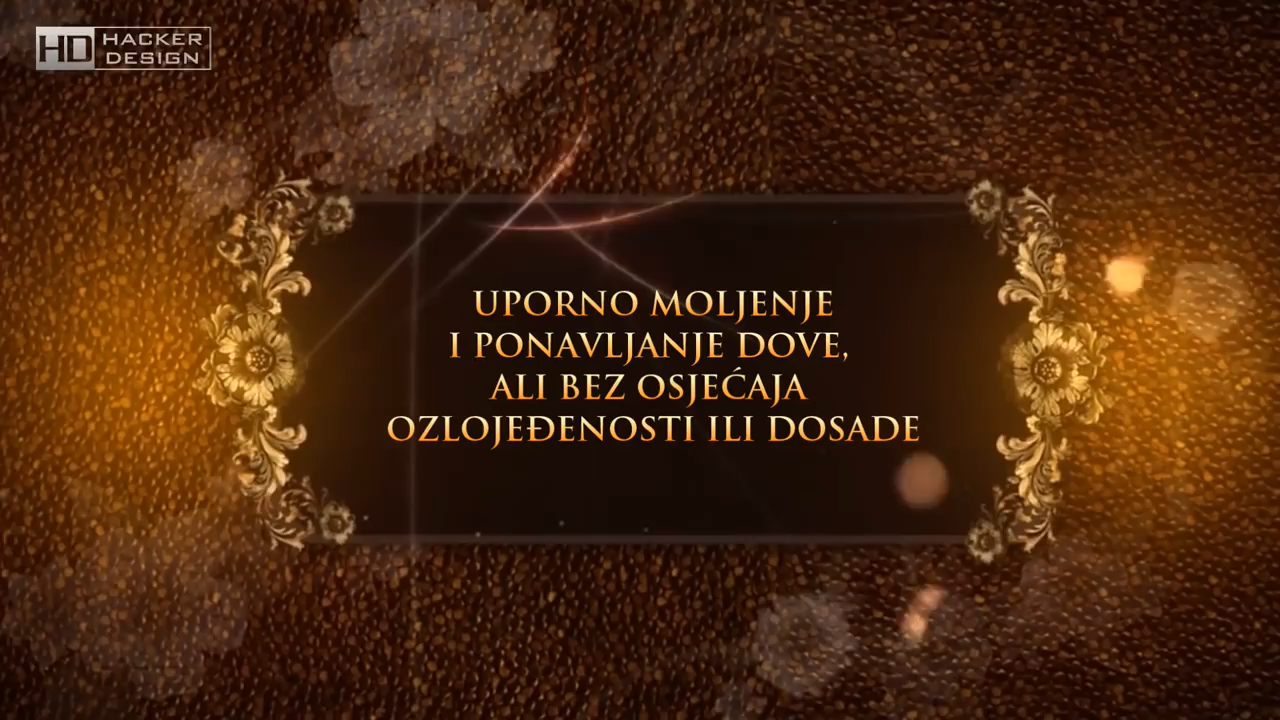 HD HACKER
DESIGN
UPORNO MOLJENJE
I PONAVLJANJE DOVE,
ALI BEZ OSJEĆAJA
OZLOJEĐENOSTI ILI DOSADE